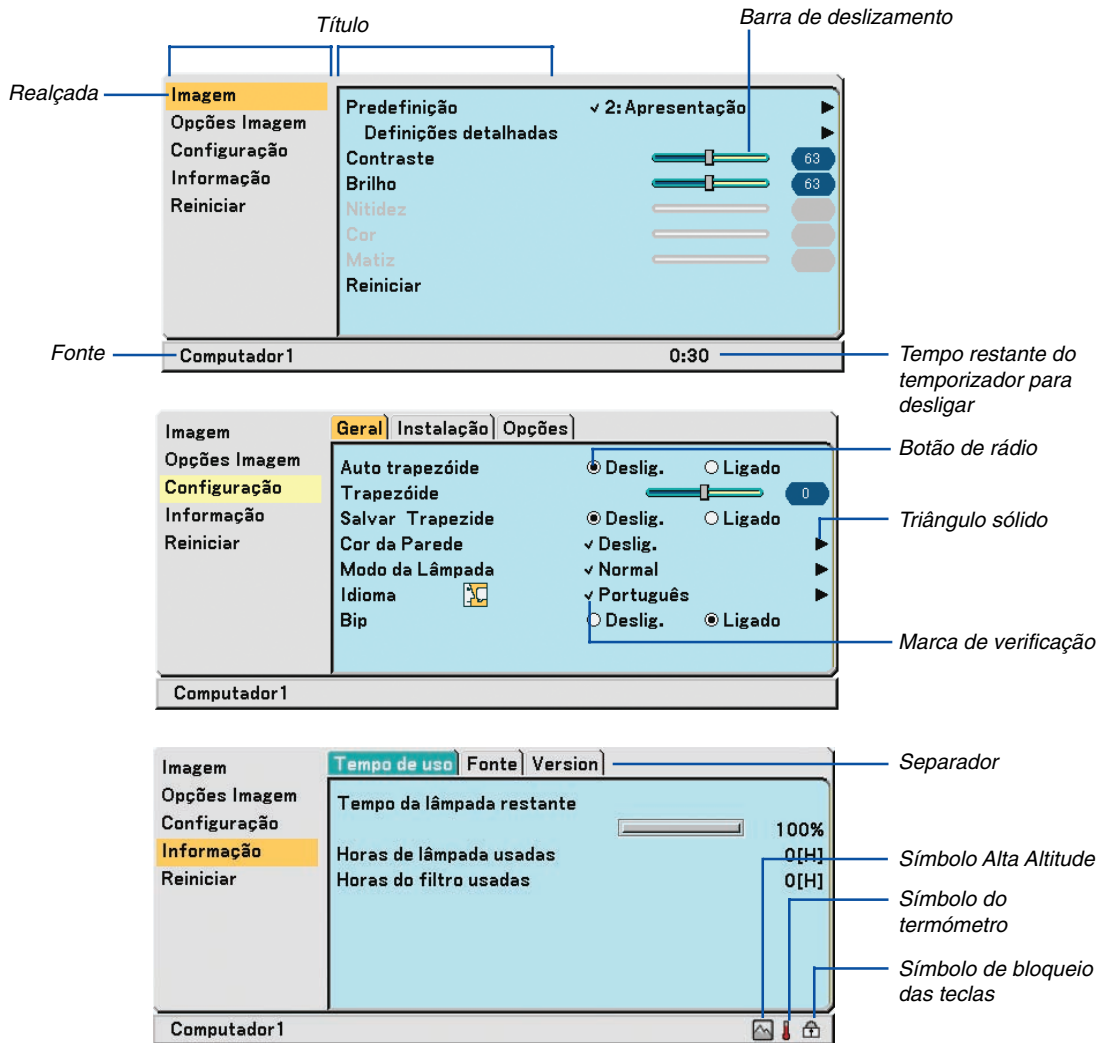 Título
Barra de deslizamento
Realçada
Imagem
Opções Imagem
Configuração
Informação
Reiniciar
Predefinição ✓ 2: Apresentação ▶
Definições detalhadas ▶
Contraste 63
Brilho 63
Nitidez
Cor
Matiz
Reiniciar
Fonte
Computador1 0:30
Tempo restante do
temporizador para
desligar
Imagem
Opções Imagem
Configuração
Informação
Reiniciar
Geral Instalação Opções
Auto trapezóide Deslig. Ligado
Trapezóide 0
Salvar Trapezide Deslig. Ligado
Cor da Parede ✓ Deslig. ▶
Modo da Lâmpada ✓ Normal ▶
Idioma ✓ Português ▶
Bip Deslig. Ligado
Computador1
Botão de rádio
Triângulo sólido
Marca de verificação
Imagem
Opções Imagem
Configuração
Informação
Reiniciar
Tempo de uso Fonte Version
Tempo da lâmpada restante
100%
Horas de lâmpada usadas 0[H]
Horas do filtro usadas 0[H]
Computador1
Separador
Símbolo Alta Altitude
Símbolo do
termómetro
Símbolo de bloqueio
das teclas